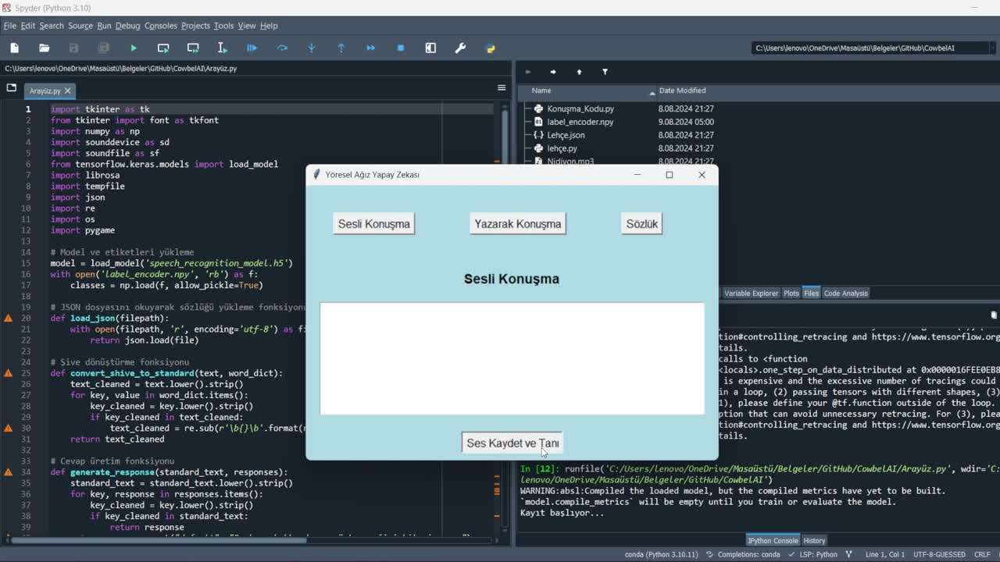 Spyder (Python 3.10)
File Edit Search Source Run Debug Consoles Projects Tools View Help
C:\Users\lenovo\OneDrive\Masaüstü\Belgeler\GitHub\CowbelAI
C:\Users\lenovo\OneDrive\Masaüstü\Belgeler\GitHub\CowbelAI\Arayüz.py
Arayüz.py
1 import tkinter as tk
2 from tkinter import font as tkfont
3 import numpy as np
4 import sounddevice as sd
5 import soundfile as sf
6 from tensorflow.keras.models import load_model
7 import librosa
8 import tempfile
9 import json
10 import re
11 import os
12 import pygame
13
14 # Model ve etiketleri yükleme
15 model = load_model('speech_recognition_model.h5')
16 with open('label_encoder.npy', 'rb') as f:
17 classes = np.load(f, allow_pickle=True)
18
19 # JSON dosyasını okuyarak sözlüğü yükleme fonksiyonu
20 def load_json(filepath):
21 with open(filepath, 'r', encoding='utf-8') as fi
22 return json.load(file)
23
24 # Şive dönüştürme fonksiyonu
25 def convert_shive_to_standard(text, word_dict):
26 text_cleaned = text.lower().strip()
27 for key, value in word_dict.items():
28 key_cleaned = key.lower().strip()
29 if key_cleaned in text_cleaned:
30 text_cleaned = re.sub(r'\b{}\b'.format(r
31 return text_cleaned
32
33 # Cevap üretim fonksiyonu
34 def generate_response(standard_text, responses):
35 standard_text = standard_text.lower().strip()
36 for key, response in responses.items():
37 key_cleaned = key.lower().strip()
38 if key_cleaned in standard_text:
39 return response
Name Date Modified
Konuşma_Kodu.py 8.08.2024 21:27
label_encoder.npy 9.08.2024 05:00
Lehçe.json 8.08.2024 21:27
lehçe.py 8.08.2024 21:27
Nidiyon.mp3 8.08.2024 21:27
Yöresel Ağız Yapay Zekası
Sesli Konuşma Yazarak Konuşma Sözlük
Sesli Konuşma
Ses Kaydet ve Tanı
Variable Explorer Plots Files Code Analysis
tion#controlling_retracing and https://www.tensorflow.org
tails.
calls to <function
<locals>.one_step_on_data_distributed at 0x0000016FEE0EB8
is expensive and the excessive number of tracings could
in a loop, (2) passing tensors with different shapes, (3)
1), please define your @tf.function outside of the loop.
ption that can avoid unnecessary retracing. For (3), plea
tion#controlling_retracing and https://www.tensorflow.org
tails.
In [12]: runfile('C:/Users/lenovo/OneDrive/Masaüstü/Belgeler/GitHub/CowbelAI/Arayüz.py', wdir='C:
lenovo/OneDrive/Masaüstü/Belgeler/GitHub/CowbelAI')
WARNING:absl:Compiled the loaded model, but the compiled metrics have yet to be built.
`model.compile_metrics` will be empty until you train or evaluate the model.
Kayıt başlıyor...
IPython Console History
conda (Python 3.10.11) Completions: conda LSP: Python Line 1, Col 1 UTF-8-GUESSED CRLF